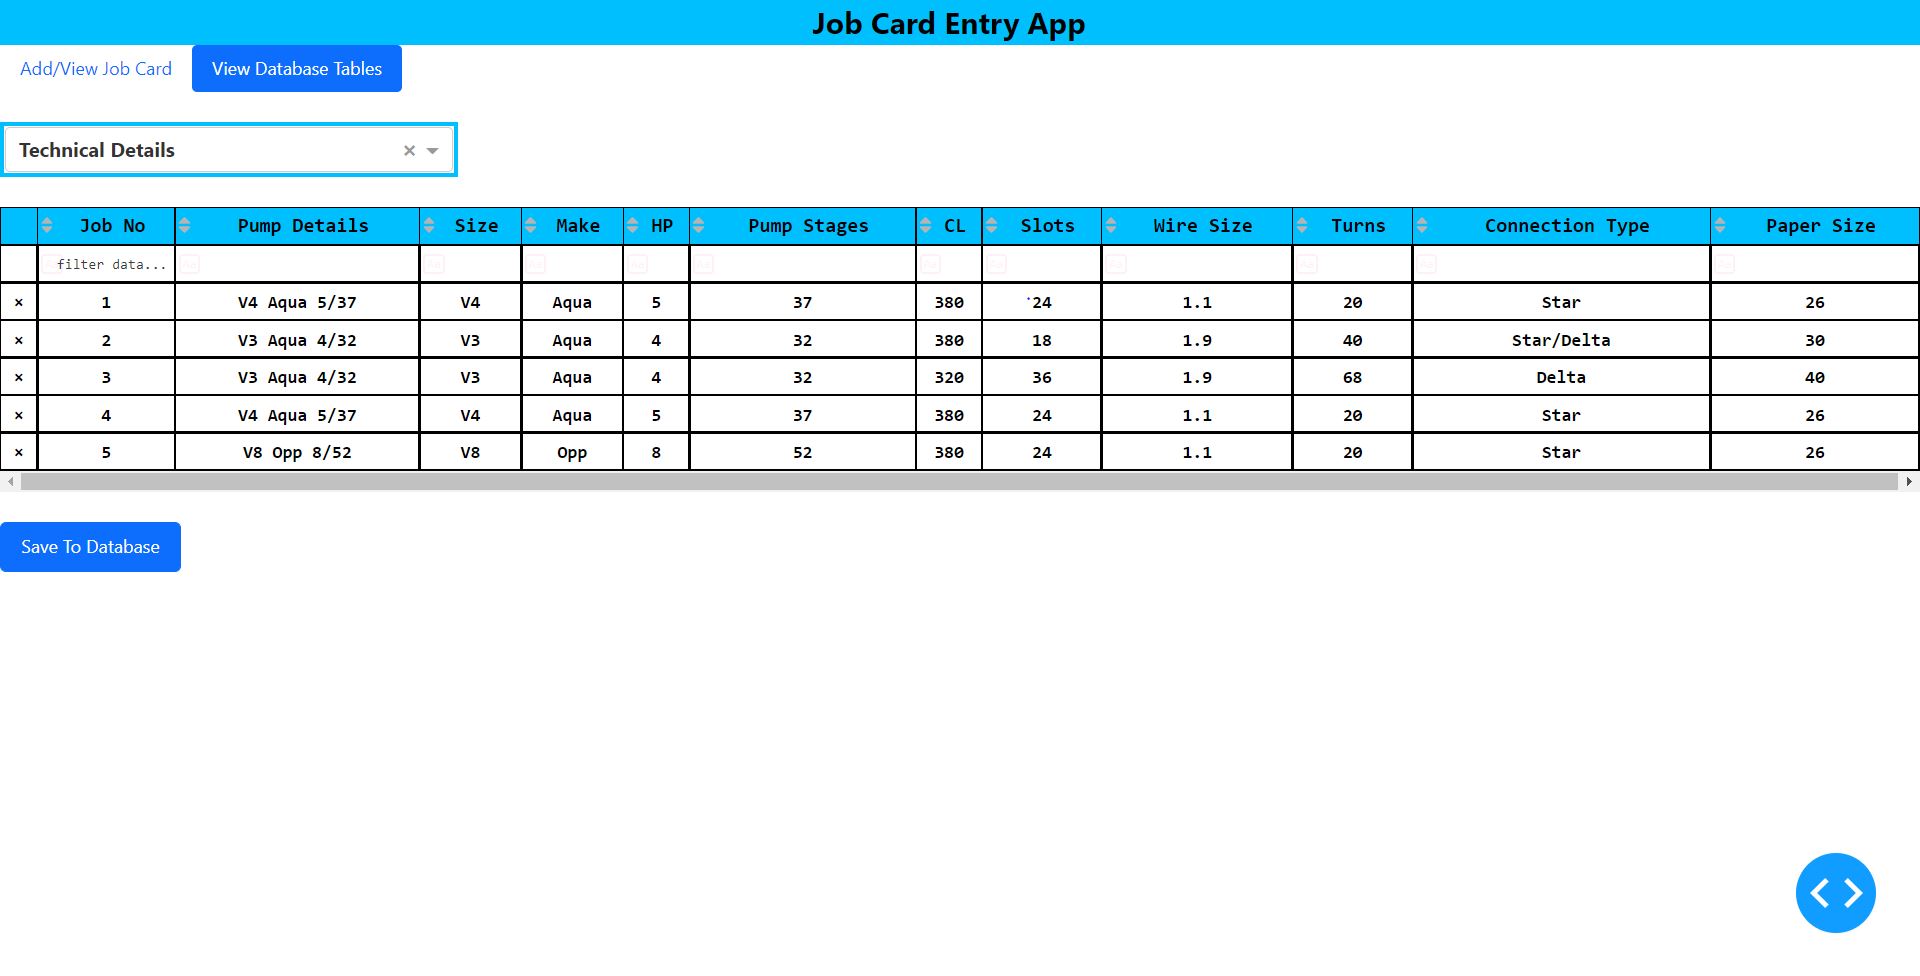 Job Card Entry App
Add/View Job Card View Database Tables
Technical Details × 
Job No Pump Details Size Make HP Pump Stages CL Slots Wire Size Turns Connection Type Paper Size
filter data...
× 1 V4 Aqua 5/37 V4 Aqua 5 37 380 24 1.1 20 Star 26
× 2 V3 Aqua 4/32 V3 Aqua 4 32 380 18 1.9 40 Star/Delta 30
× 3 V3 Aqua 4/32 V3 Aqua 4 32 320 36 1.9 68 Delta 40
× 4 V4 Aqua 5/37 V4 Aqua 5 37 380 24 1.1 20 Star 26
× 5 V8 Opp 8/52 V8 Opp 8 52 380 24 1.1 20 Star 26
Save To Database